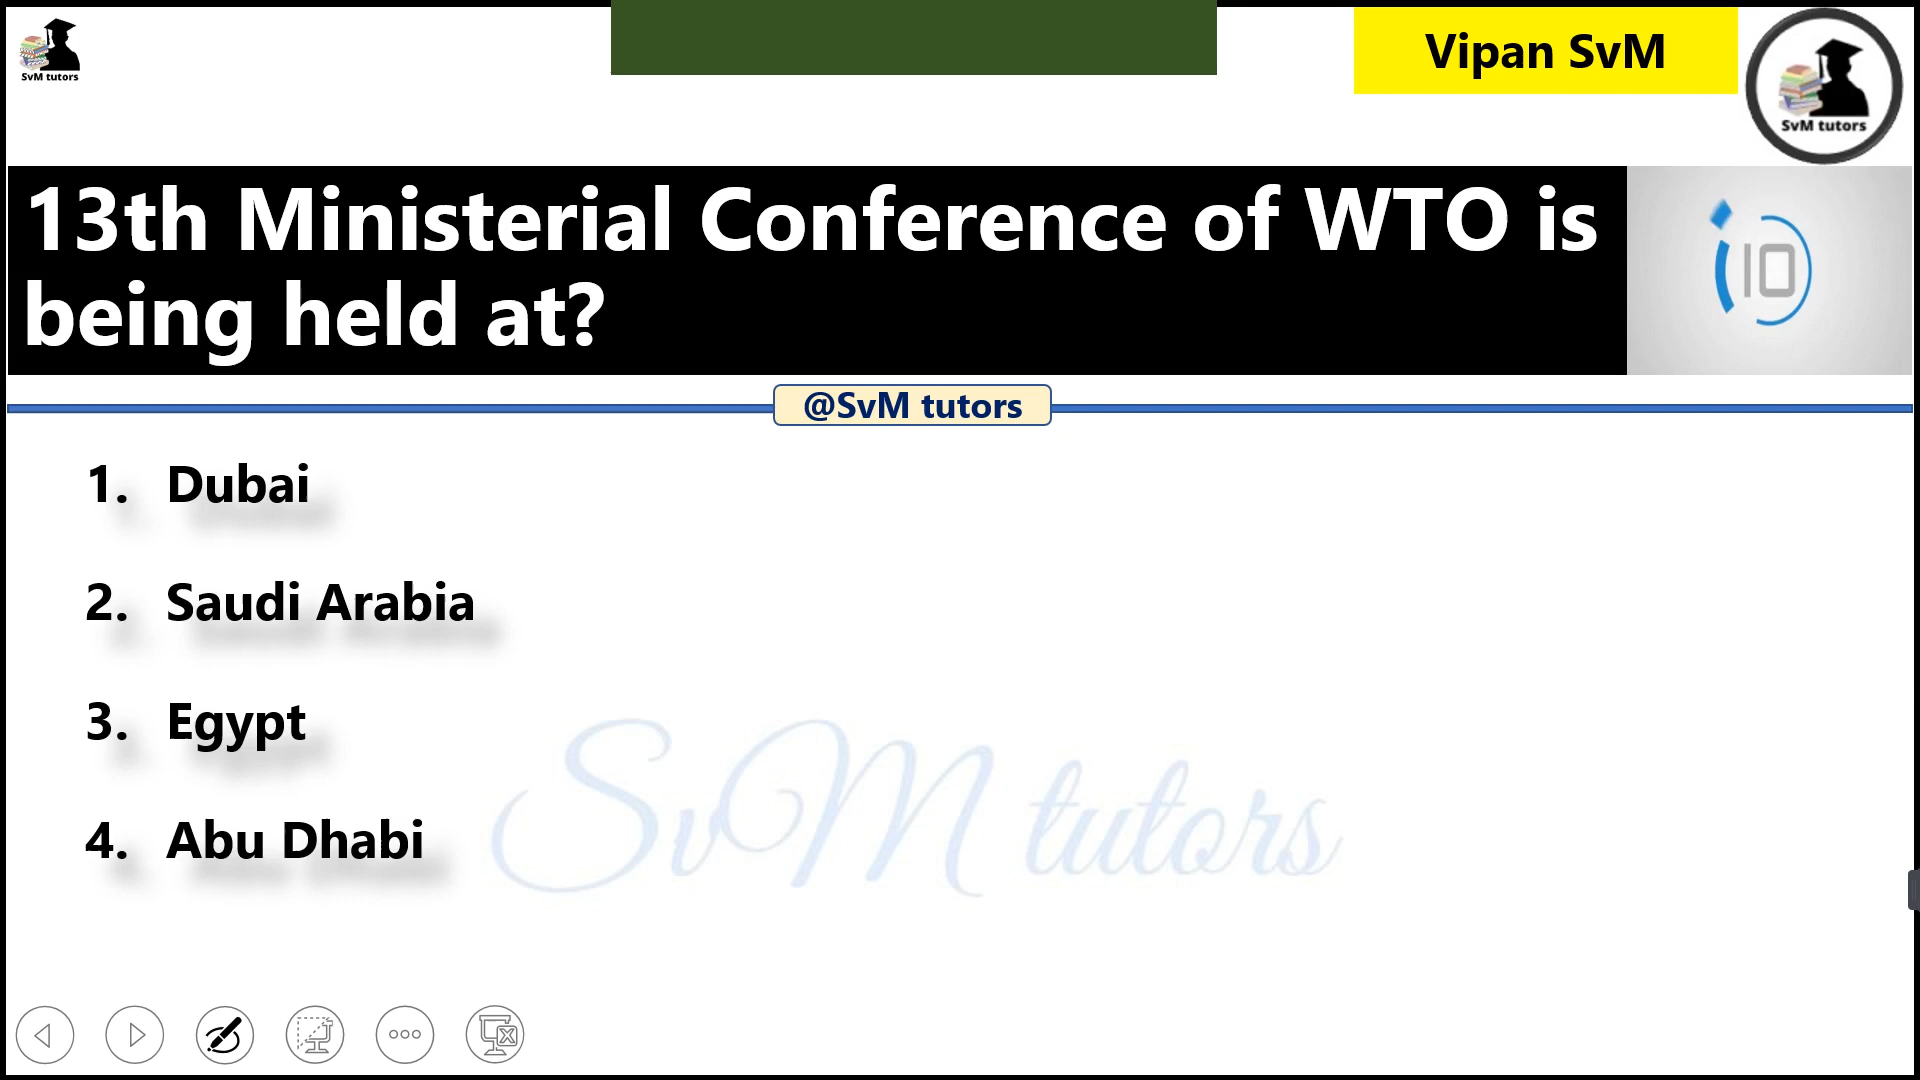 SvM tutors
Vipan SvM
SvM tutors
13th Ministerial Conference of WTO is
being held at?
10
@SvM tutors
1. Dubai
2. Saudi Arabia
3. Egypt
4. Abu Dhabi
SvM tutors